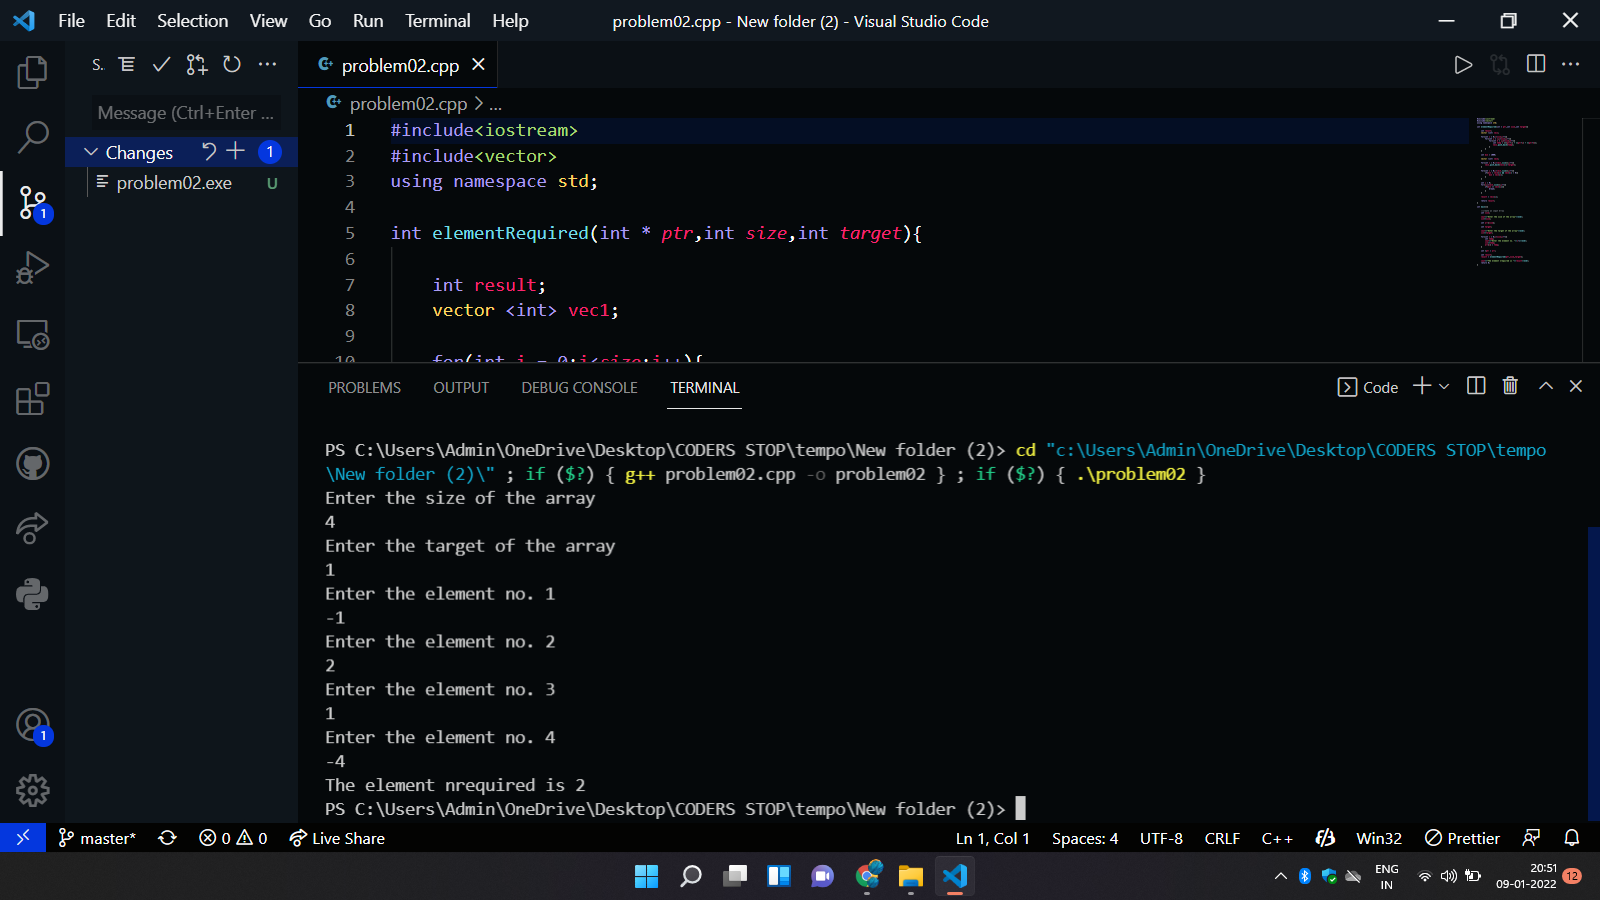 File Edit Selection View Go Run Terminal Help problem02.cpp - New folder (2) - Visual Studio Code
S.
problem02.cpp
Message (Ctrl+Enter ...
problem02.cpp > ...
Changes 1
problem02.exe U
1 #include<iostream>
2 #include<vector>
3 using namespace std;
4
5 int elementRequired(int * ptr,int size,int target){
6
7 int result;
8 vector <int> vec1;
9
10 for(int i = 0;i<size;i++){
1
PROBLEMS OUTPUT DEBUG CONSOLE TERMINAL Code
PS C:\Users\Admin\OneDrive\Desktop\CODERS STOP\tempo\New folder (2)> cd "c:\Users\Admin\OneDrive\Desktop\CODERS STOP\tempo
\New folder (2)\" ; if ($?) { g++ problem02.cpp -o problem02 } ; if ($?) { .\problem02 }
Enter the size of the array
4
Enter the target of the array
1
Enter the element no. 1
-1
Enter the element no. 2
2
Enter the element no. 3
1
Enter the element no. 4
-4
The element nrequired is 2
PS C:\Users\Admin\OneDrive\Desktop\CODERS STOP\tempo\New folder (2)>
1
master* 0 0 Live Share Ln 1, Col 1 Spaces: 4 UTF-8 CRLF C++ Win32 Prettier
ENG
IN
20:51
09-01-2022
12